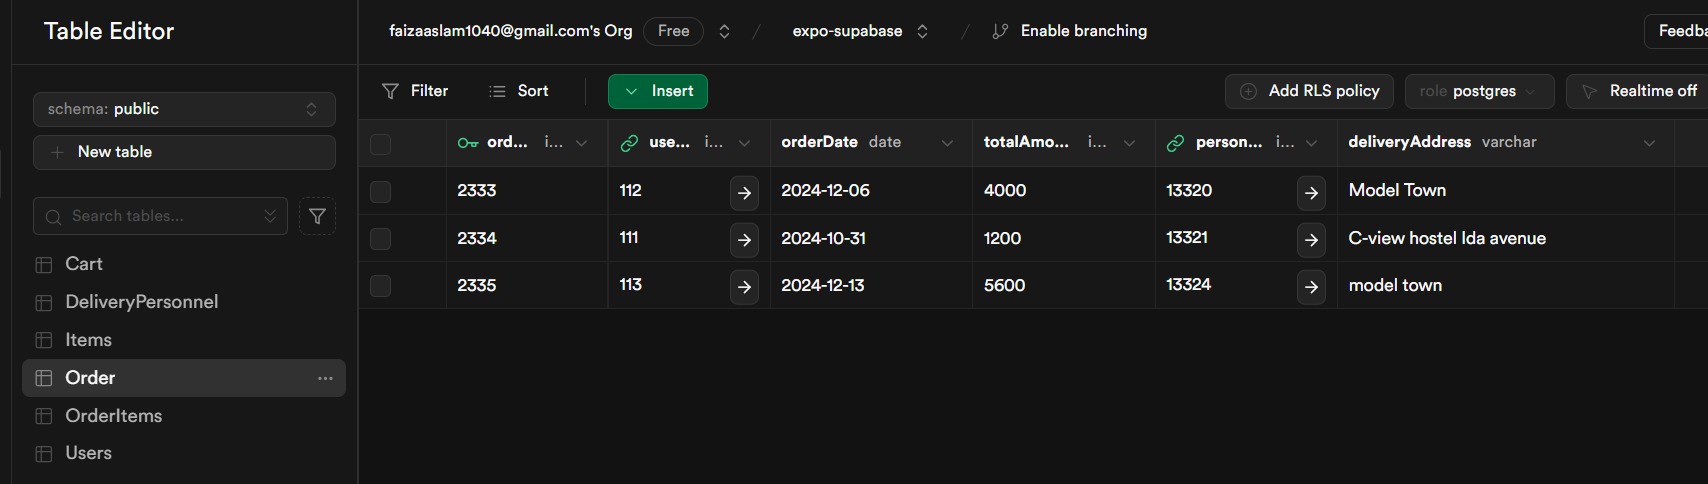 Table Editor
faizaaslam1040@gmail.com's Org Free / expo-supabase / Enable branching
Feedba
schema: public
New table
Search tables...
Cart
DeliveryPersonnel
Items
Order ...
OrderItems
Users
Filter Sort Insert Add RLS policy role postgres Realtime off
ord... i... use... i... orderDate date totalAmo... i... person... i... deliveryAddress varchar
2333 112 2024-12-06 4000 13320 Model Town
2334 111 2024-10-31 1200 13321 C-view hostel lda avenue
2335 113 2024-12-13 5600 13324 model town